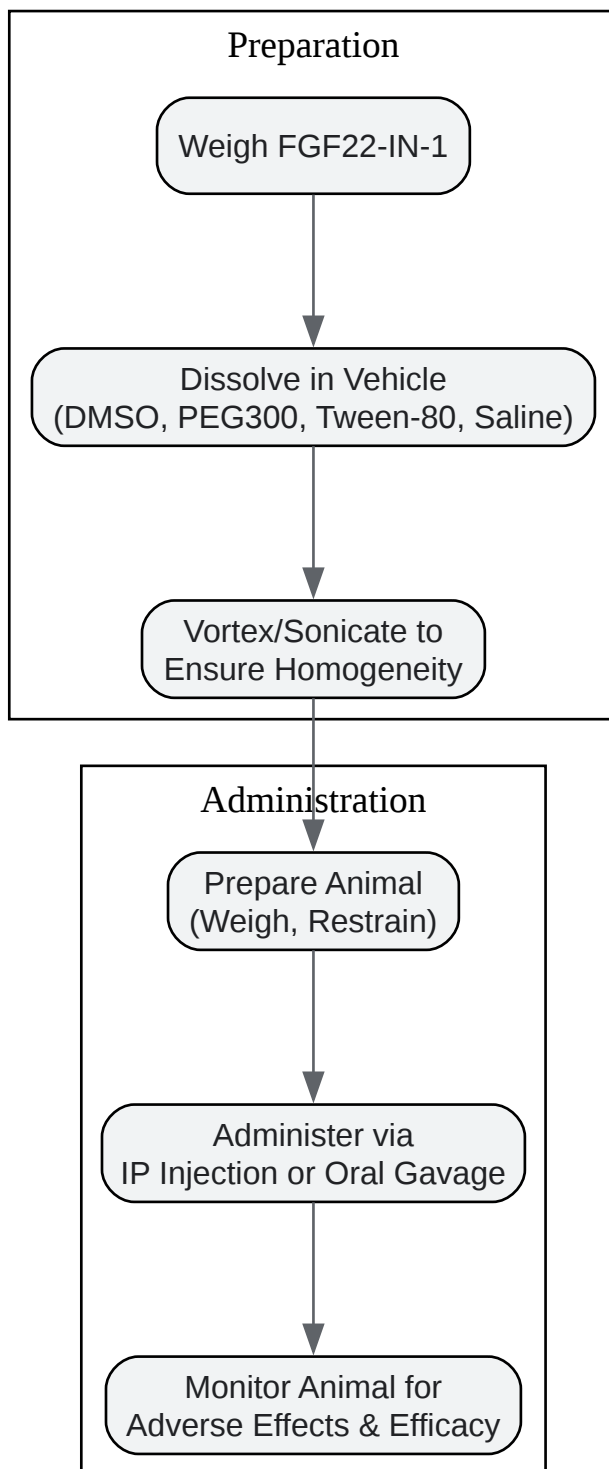 Preparation
Weigh FGF22-IN-1
Dissolve in Vehicle
(DMSO, PEG300, Tween-80, Saline)
Vortex/Sonicate to
Ensure Homogeneity
Administration
Prepare Animal
(Weigh, Restrain)
Administer via
IP Injection or Oral Gavage
Monitor Animal for
Adverse Effects & Efficacy